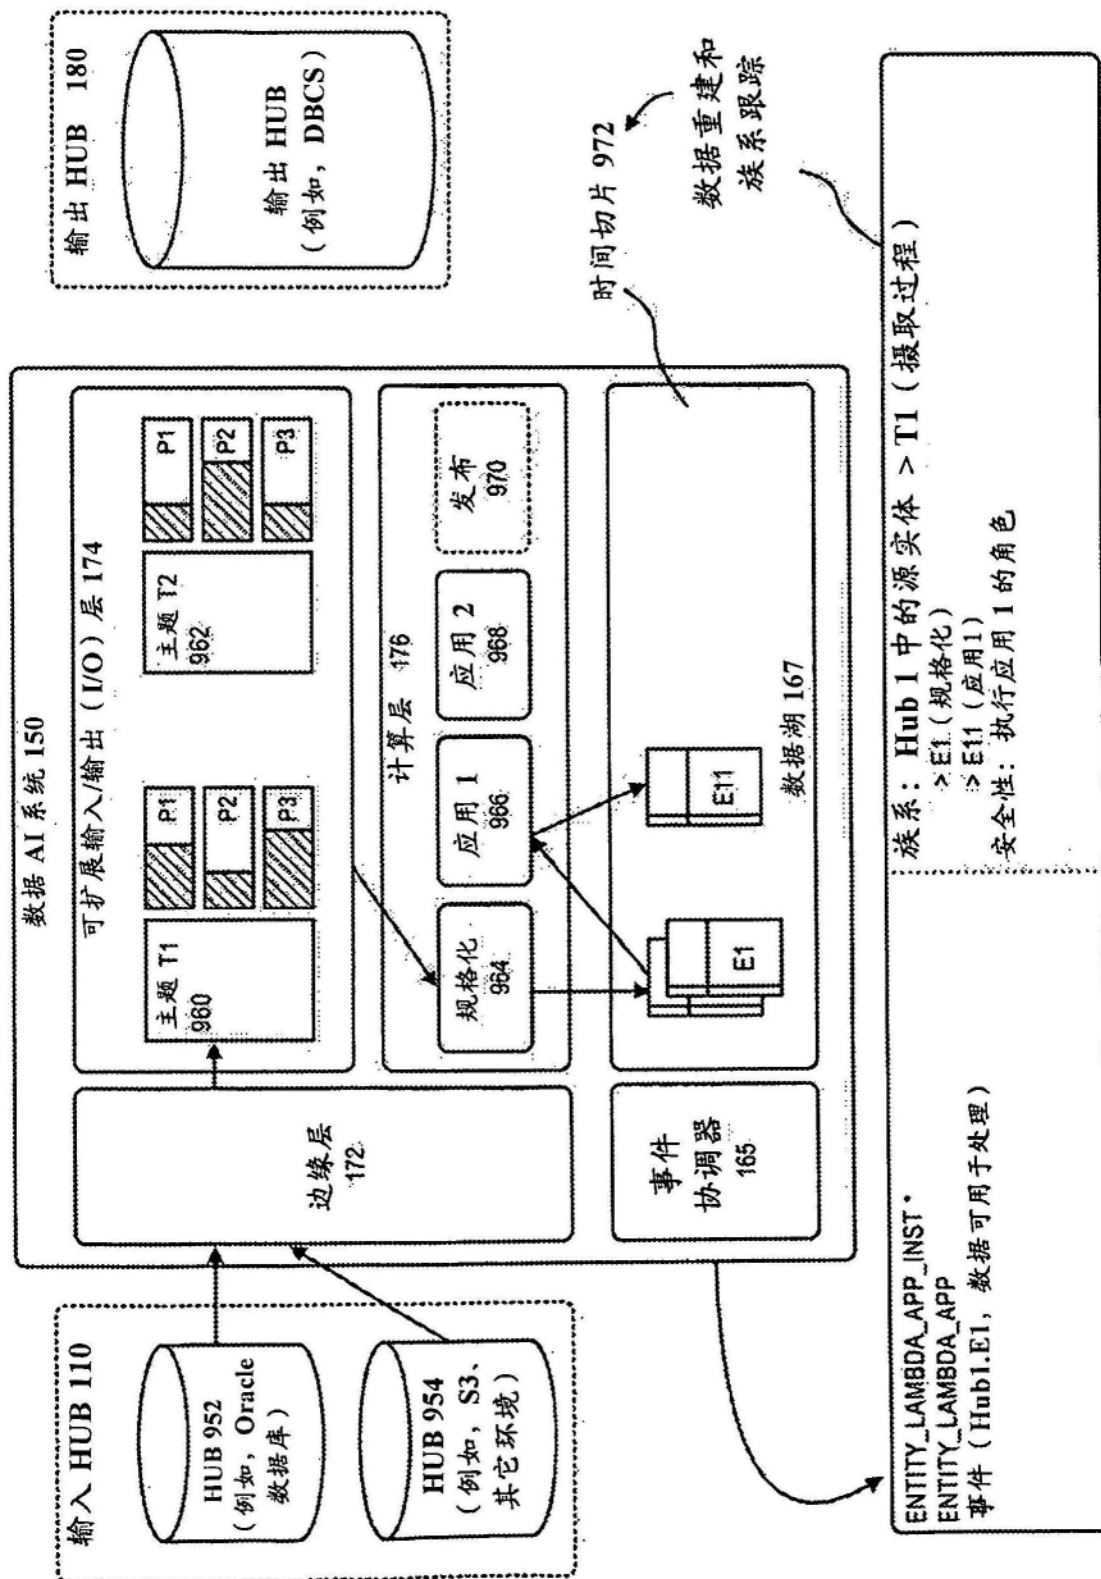 输入 HUB 110
HUB 952
(例如, Oracle
数据库)
HUB 954
(例如, S3、
其它环境)
数据 AI 系统 150
边缘层
172
可扩展输入/输出 (I/O) 层 174
主题 T1
960
P1
P2
P3
主题 T2
962
P1
P2
P3
计算层 176
规格化
964
应用 1
966
应用 2
968
发布
970
事件
协调器
165
E1
E11
数据湖 167
输出 HUB 180
输出 HUB
(例如, DBCS)
时间切片 972
数据重建和
族系跟踪
ENTITY_LAMBDA_APP_INST *
ENTITY_LAMBDA_APP
事件 (Hub1.E1, 数据可用于处理)
族系: Hub 1 中的源实体 > T1 (摄取过程)
> E1 (规格化)
> E11 (应用1)
安全性: 执行应用 1 的角色